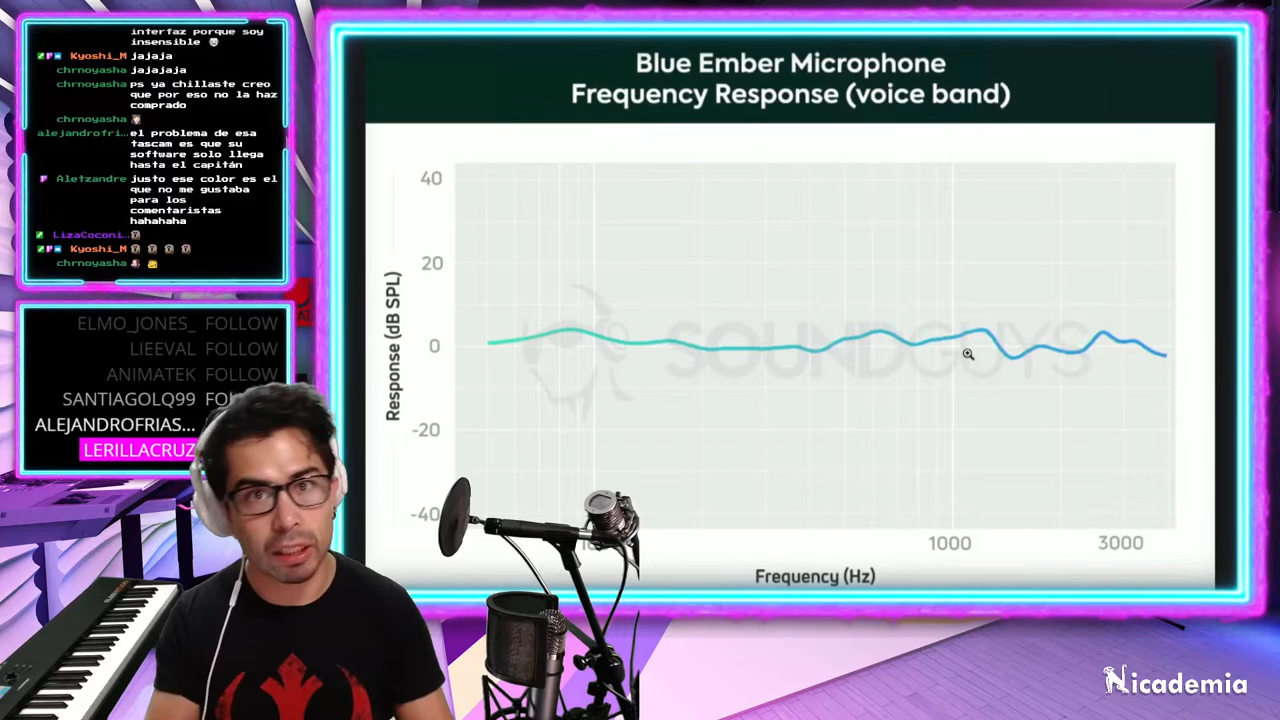 interfaz porque soy
insensible
Kyoshi_M jajaja
chrnoyasha jajajaja
chrnoyasha ps ya chillaste creo
que por eso no la haz
comprado
chrnoyasha
alejandrofri... el problema de esa
tascam es que su
software solo llega
hasta el capitán
Aletzandre justo ese color es el
que no me gustaba
para los
comentaristas
hahahaha
LizaCoconi...
Kyoshi_M
chrnoyasha
ELMO_JONES_ FOLLOW
LIEEVAL FOLLOW
ANIMATEK FOLLOW
SANTIAGOLQ99
ALEJANDROFRIAS...
LERILLACRUZ
Blue Ember Microphone
Frequency Response (voice band)
40
20
0
-20
-40
Response (dB SPL)
SOUNDGUYS
1000
3000
Frequency (Hz)
Nicademia